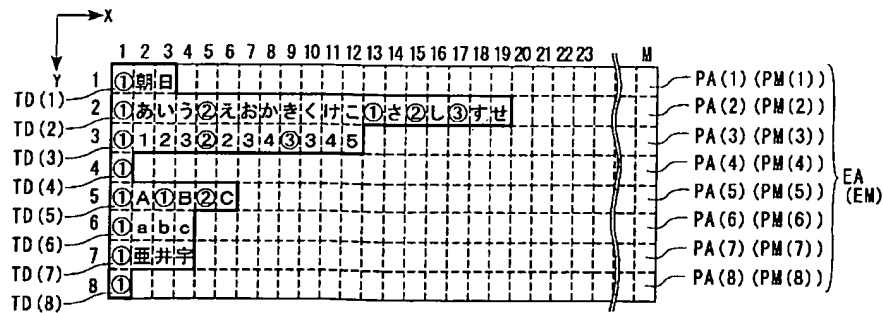 X
1 2 3 4 5 6 7 8 9 10 11 12 13 14 15 16 17 18 19 20 21 22 23 M
Y
1 ①朝日 PA(1)(PM(1))
TD(1)
2 ①あいう②えおかきくけこ①さ②し③すせ PA(2)(PM(2))
TD(2)
3 ①123②234③345 PA(3)(PM(3))
TD(3)
4 ① PA(4)(PM(4))
TD(4)
5 ①A①B②C PA(5)(PM(5))
TD(5)
6 ①abc PA(6)(PM(6))
TD(6)
7 ①亜井宇 PA(7)(PM(7))
TD(7)
8 ① PA(8)(PM(8))
TD(8)
EA
(EM)